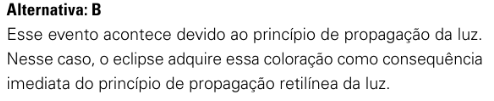 Alternativa: B
Esse evento acontece devido ao princípio de propagação da luz.
Nesse caso, o eclipse adquire essa coloração como consequência
imediata do princípio de propagação retilínea da luz.